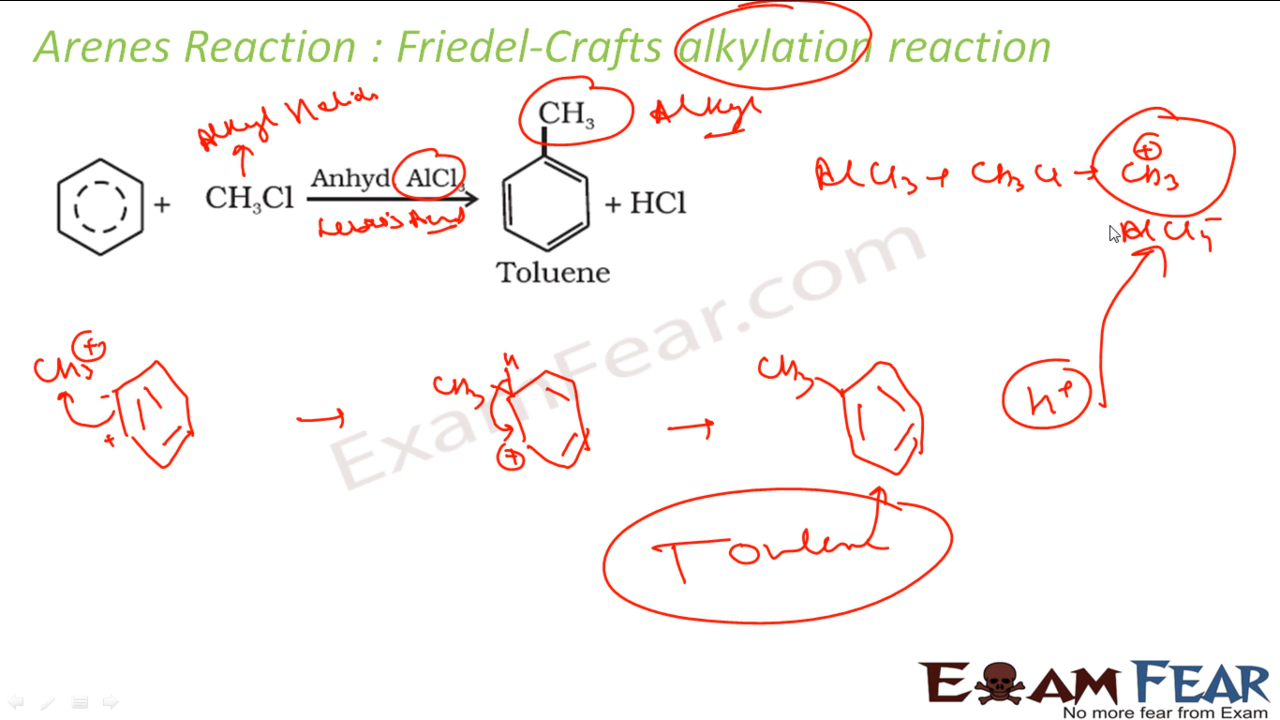 Arenes Reaction : Friedel-Crafts alkylation reaction
Alkyl Halide
CH₃ Alkyl
AlCl₃ + CH₃Cl → ⊕CH₃
AlCl₄⁻
+ CH₃Cl Anhyd AlCl₃ + HCl
Lewis Acid
Toluene
CH₃ +
- +
→ CH₃ H +
→ CH₃
H⁺
Toulene
ExamFear.com
EXAM FEAR
No more fear from Exam